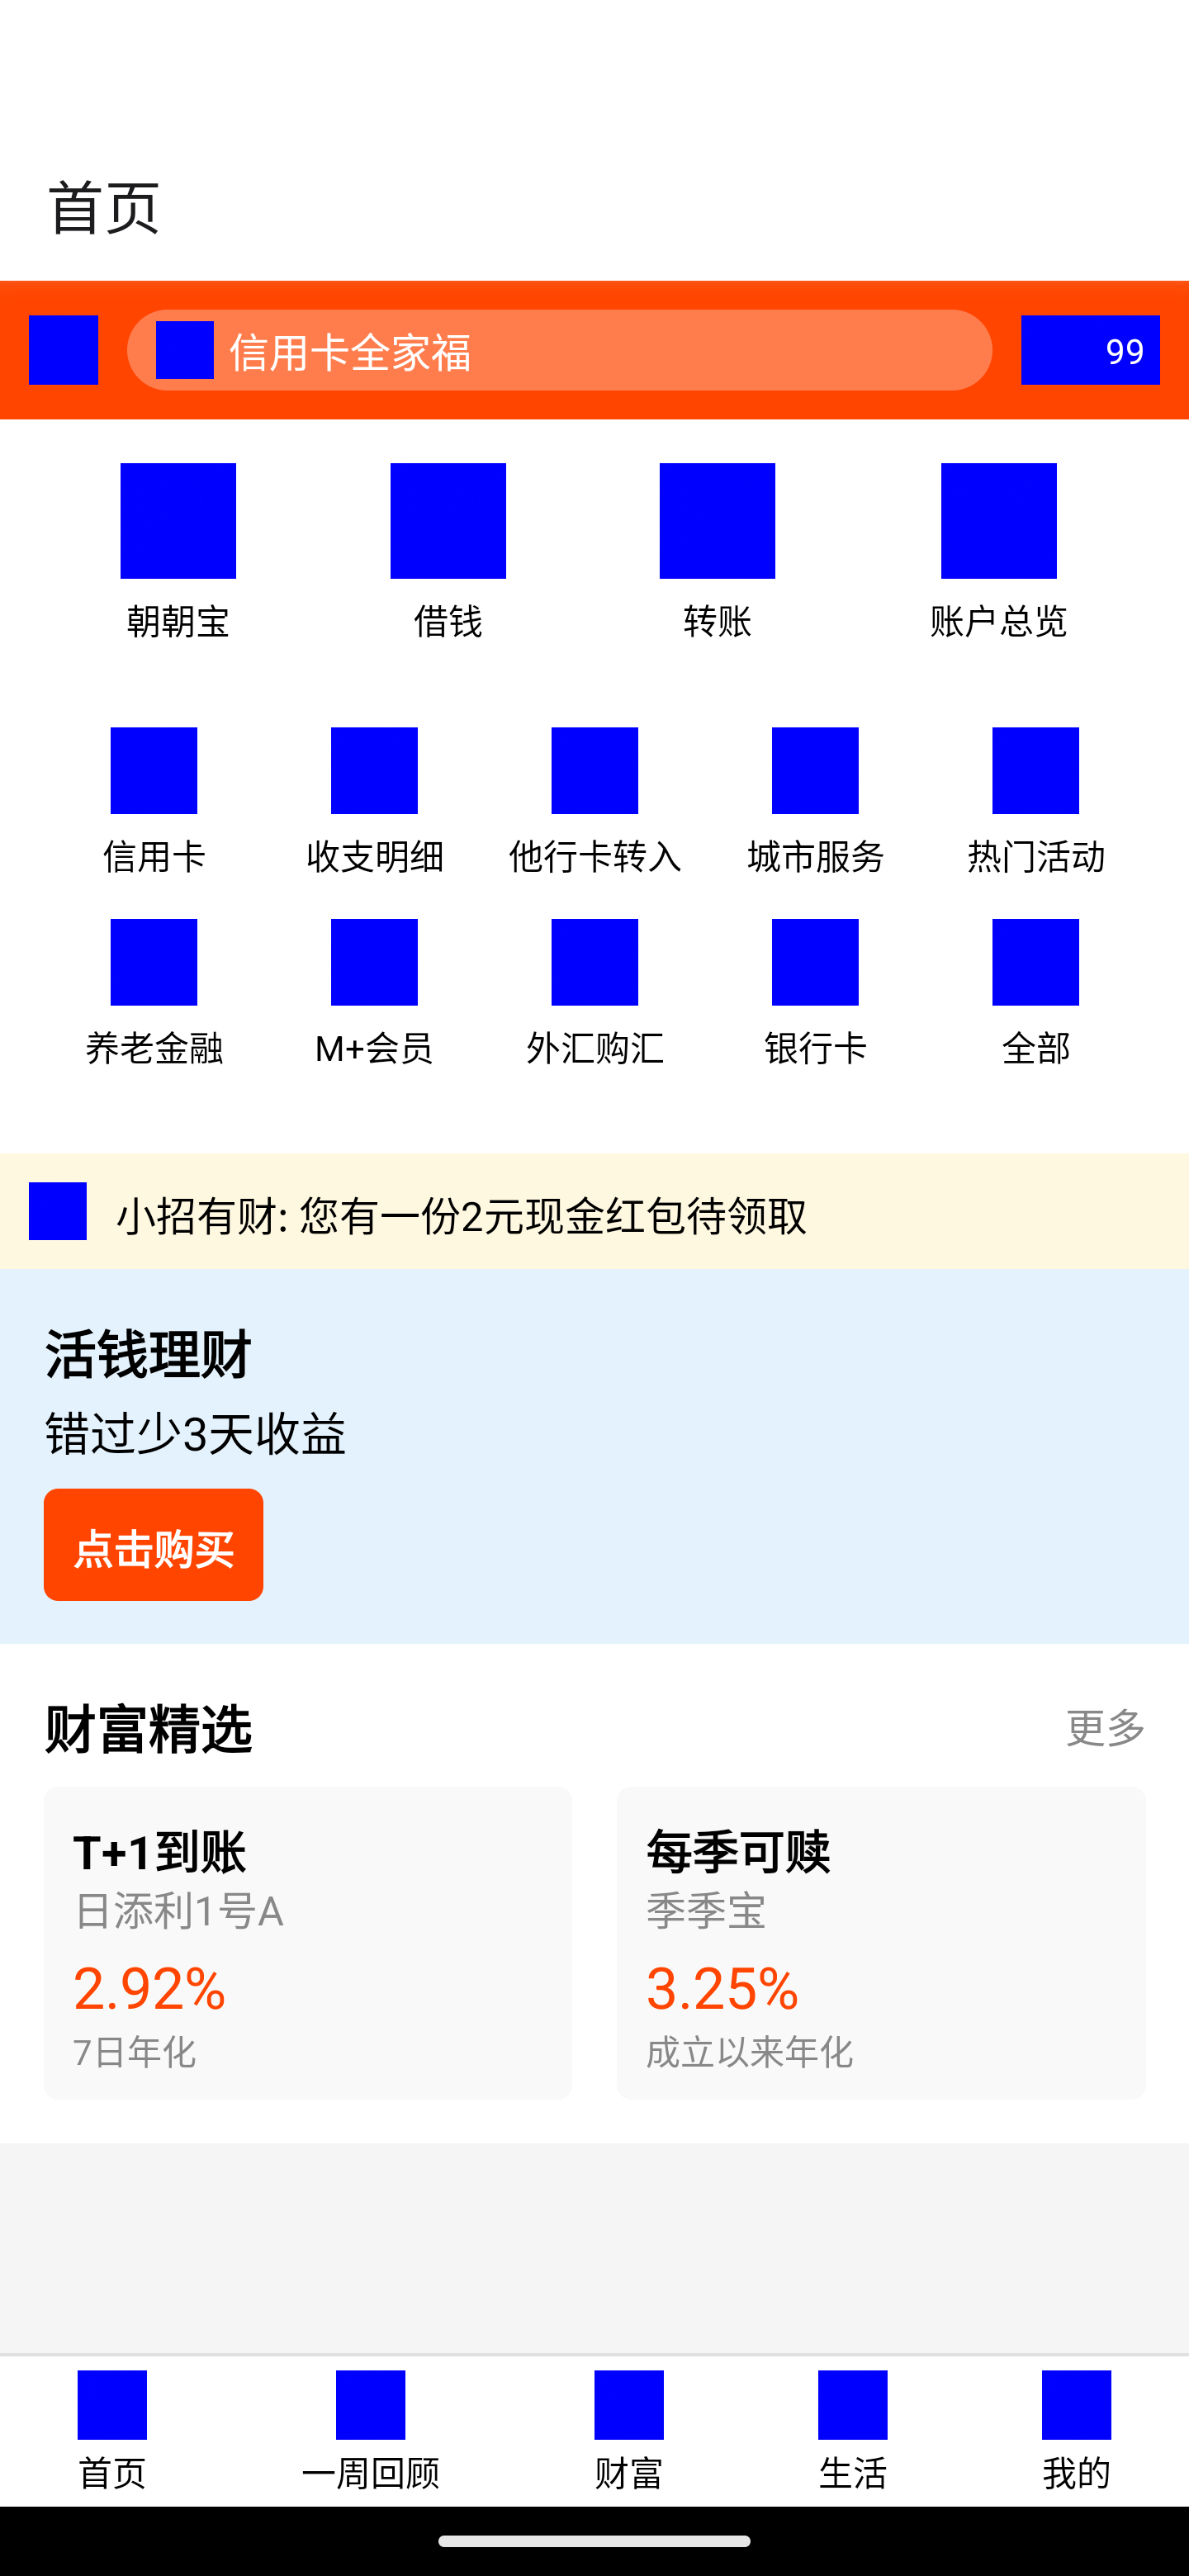 首页
信用卡全家福
99
朝朝宝 借钱 转账 账户总览
信用卡 收支明细 他行卡转入 城市服务 热门活动
养老金融 M+会员 外汇购汇 银行卡 全部
小招有财: 您有一份2元现金红包待领取
活钱理财
错过少3天收益
点击购买
财富精选 更多
T+1到账
日添利1号A
2.92%
7日年化
每季可赎
季季宝
3.25%
成立以来年化
首页 一周回顾 财富 生活 我的